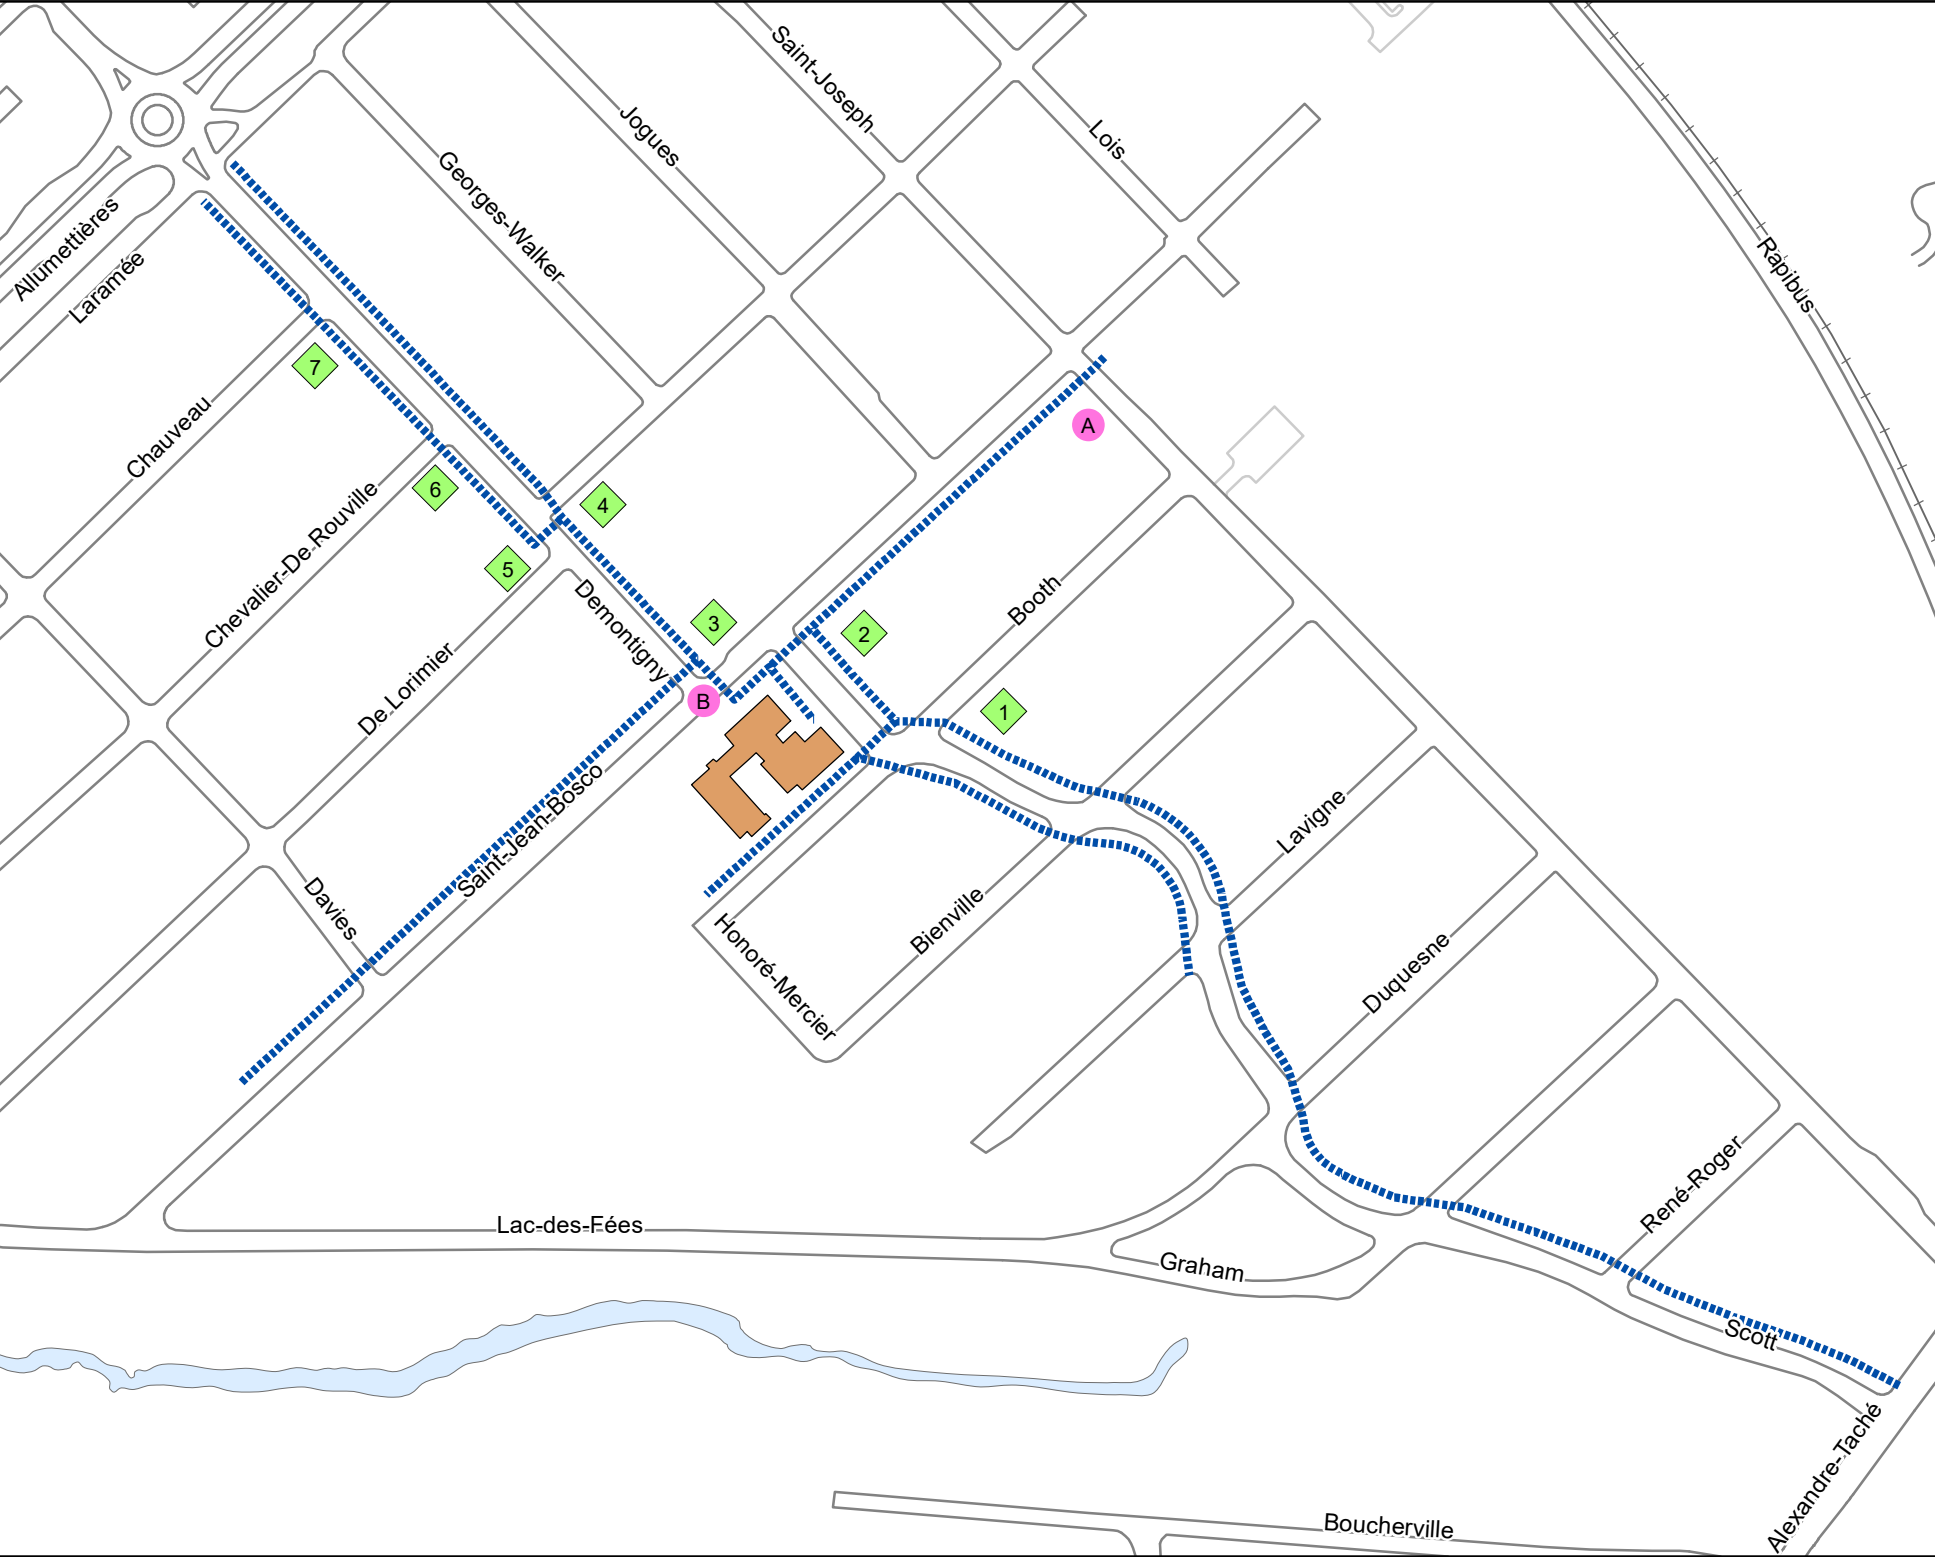 Saint-Joseph
Jogues
Lois
Georges-Walker
Allumettières
Laramée
Rapibus
7
Chauveau
A
6
4
Chevalier-De Rouville
5
Demontigny
3
2
Booth
De Lorimier
B
1
Saint-Jean-Bosco
Lavigne
Davies
Honoré-Mercier
Bienville
Duquesne
René-Roger
Lac-des-Fées
Graham
Scott
Alexandre-Taché
Boucherville